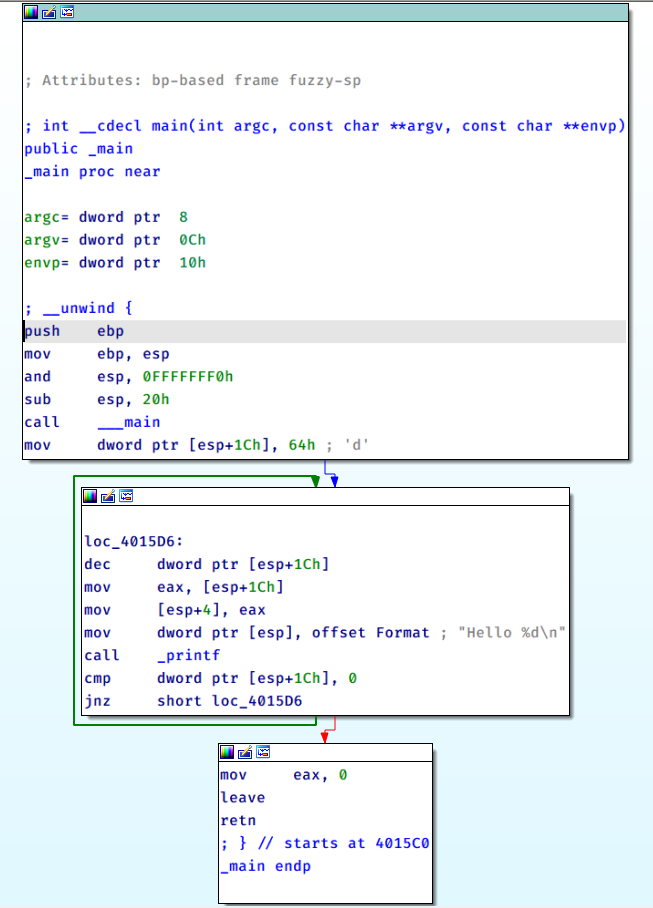 ; Attributes: bp-based frame fuzzy-sp
; int __cdecl main(int argc, const char **argv, const char **envp)
public _main
_main proc near
argc= dword ptr  8
argv= dword ptr  0Ch
envp= dword ptr  10h
; __unwind {
push    ebp
mov     ebp, esp
and     esp, 0FFFFFFF0h
sub     esp, 20h
call    ___main
mov     dword ptr [esp+1Ch], 64h ; 'd'
loc_4015D6:
dec     dword ptr [esp+1Ch]
mov     eax, [esp+1Ch]
mov     [esp+4], eax
mov     dword ptr [esp], offset Format ; "Hello %d\n"
call    _printf
cmp     dword ptr [esp+1Ch], 0
jnz     short loc_4015D6
mov     eax, 0
leave
retn
; } // starts at 4015C0
_main endp